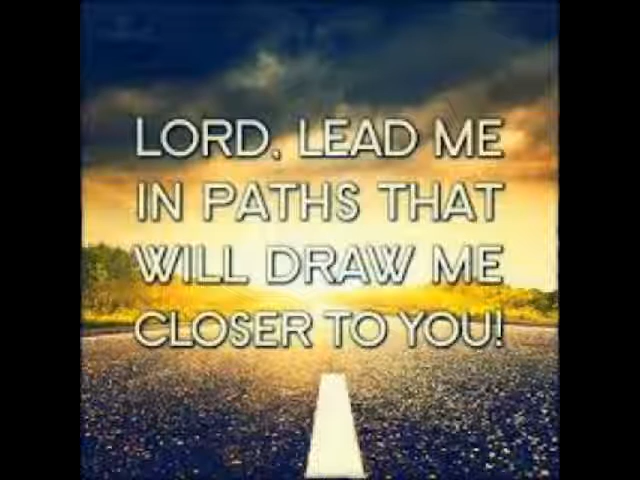 LORD, LEAD ME
IN PATHS THAT
WILL DRAW ME
CLOSER TO YOU!